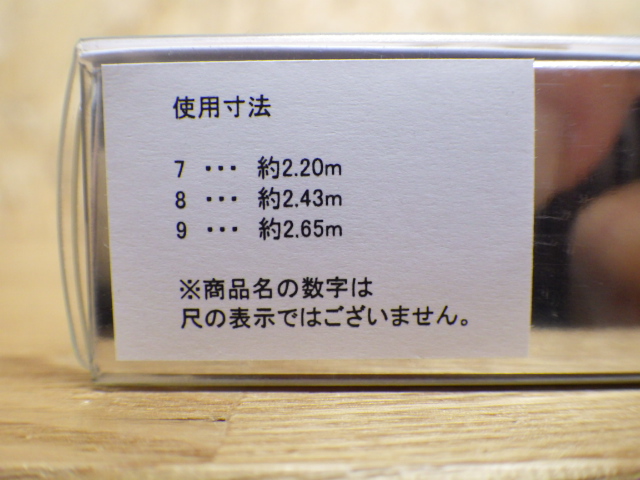 使用寸法
7 … 約2.20m
8 … 約2.43m
9 … 約2.65m
※商品名の数字は
尺の表示ではございません。